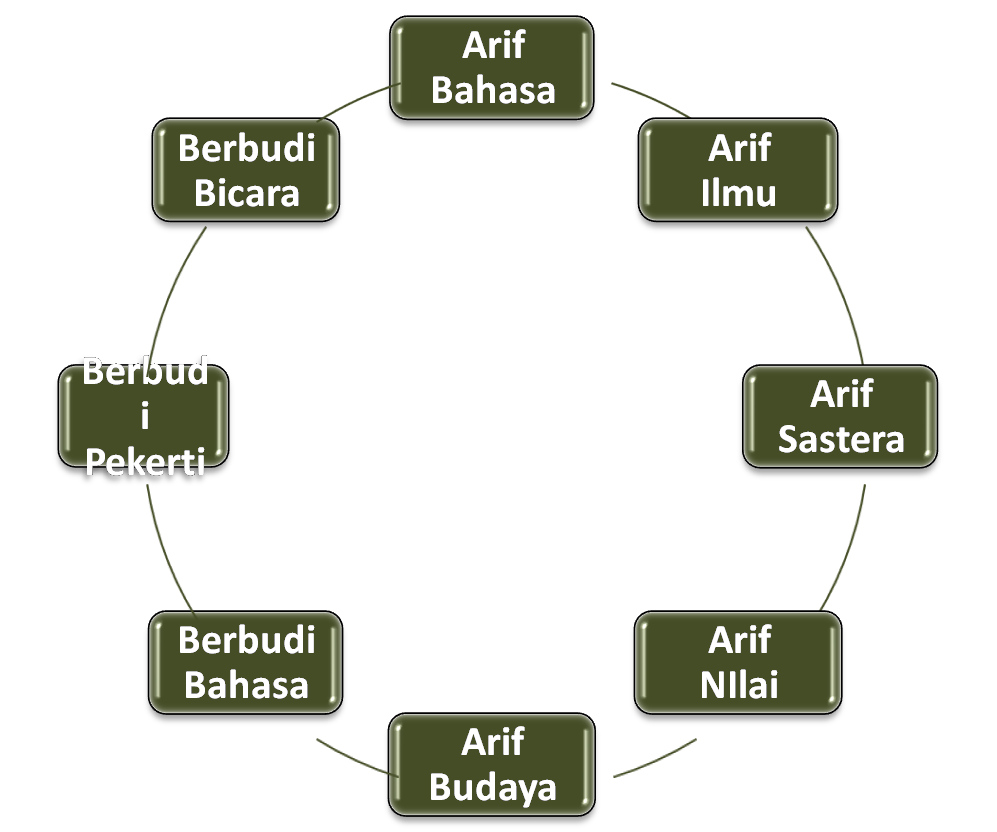 Arif
Bahasa
Arif
Ilmu
Arif
Sastera
Arif
NIlai
Arif
Budaya
Berbudi
Bahasa
Berbud
i
Pekerti
Berbudi
Bicara